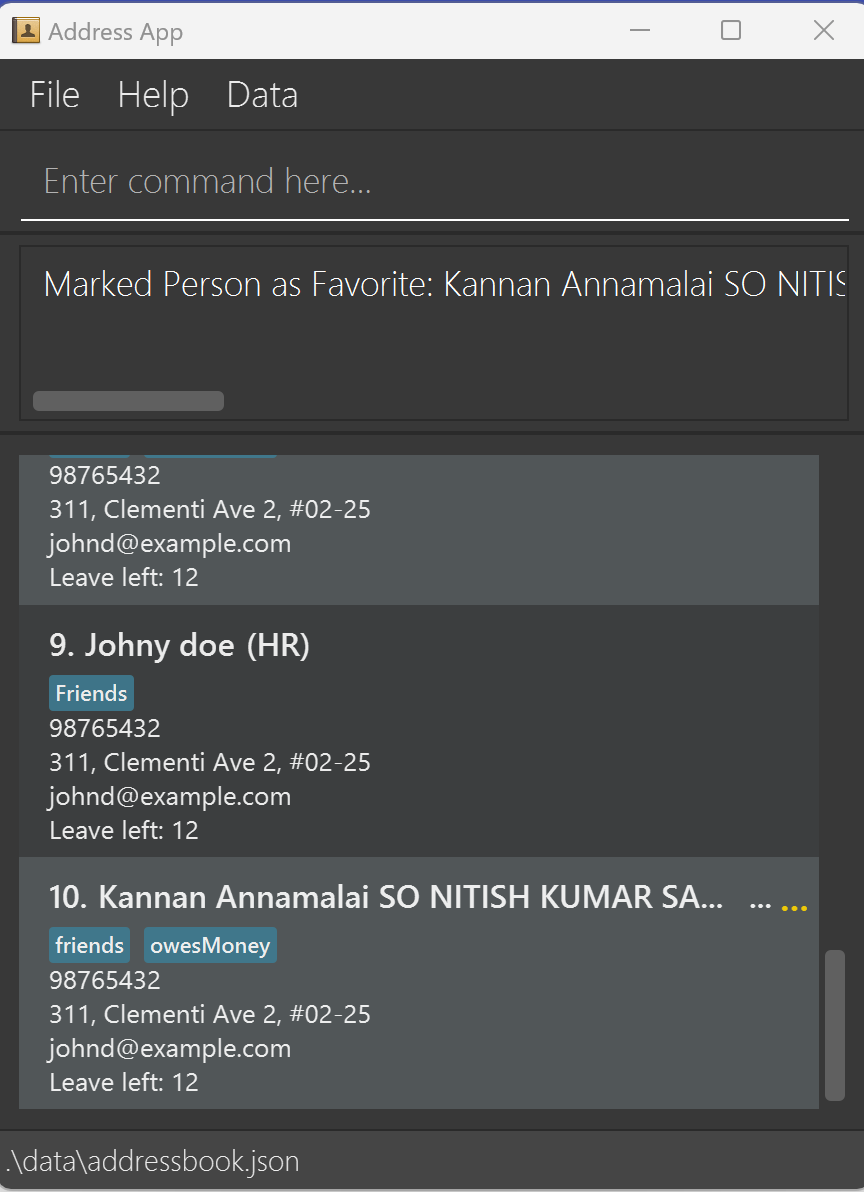 Address App
File Help Data
Enter command here...
Marked Person as Favorite: Kannan Annamalai SO NITIS
98765432
311, Clementi Ave 2, #02-25
johnd@example.com
Leave left: 12
9. Johny doe (HR)
Friends
98765432
311, Clementi Ave 2, #02-25
johnd@example.com
Leave left: 12
10. Kannan Annamalai SO NITISH KUMAR SA... ... ...
friends owesMoney
98765432
311, Clementi Ave 2, #02-25
johnd@example.com
Leave left: 12
.\data\addressbook.json